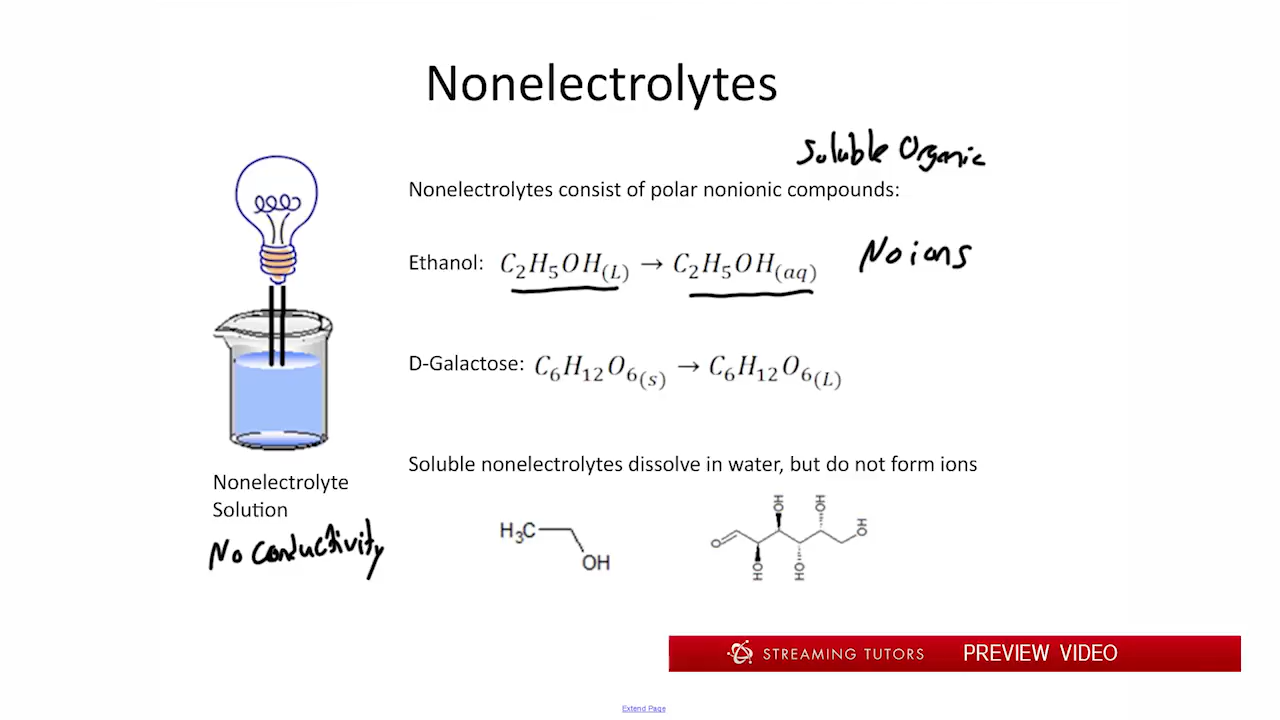 Nonelectrolytes
Soluble Organic
Nonelectrolytes consist of polar nonionic compounds:
Ethanol: C₂H₅OH(L) → C₂H₅OH(aq) No ions
D-Galactose: C₆H₁₂O₆(s) → C₆H₁₂O₆(L)
Soluble nonelectrolytes dissolve in water, but do not form ions
Nonelectrolyte
Solution
No conductivity
H₃C
OH
O
OH
OH
OH
OH
OH
STREAMING TUTORS PREVIEW VIDEO
Extend Page